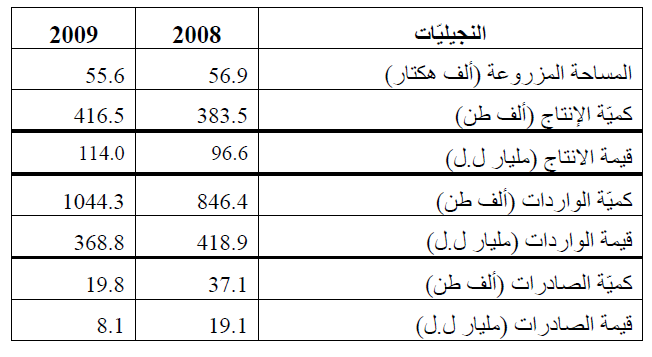 النجيليّات 2008 2009
المساحة المزروعة (ألف هكتار) 56.9 55.6
كميّة الإنتاج (ألف طن) 383.5 416.5
قيمة الانتاج (مليار ل.ل) 96.6 114.0
كميّة الواردات (ألف طن) 846.4 1044.3
قيمة الواردات (مليار ل.ل) 418.9 368.8
كميّة الصادرات (ألف طن) 37.1 19.8
قيمة الصادرات (مليار ل.ل) 19.1 8.1